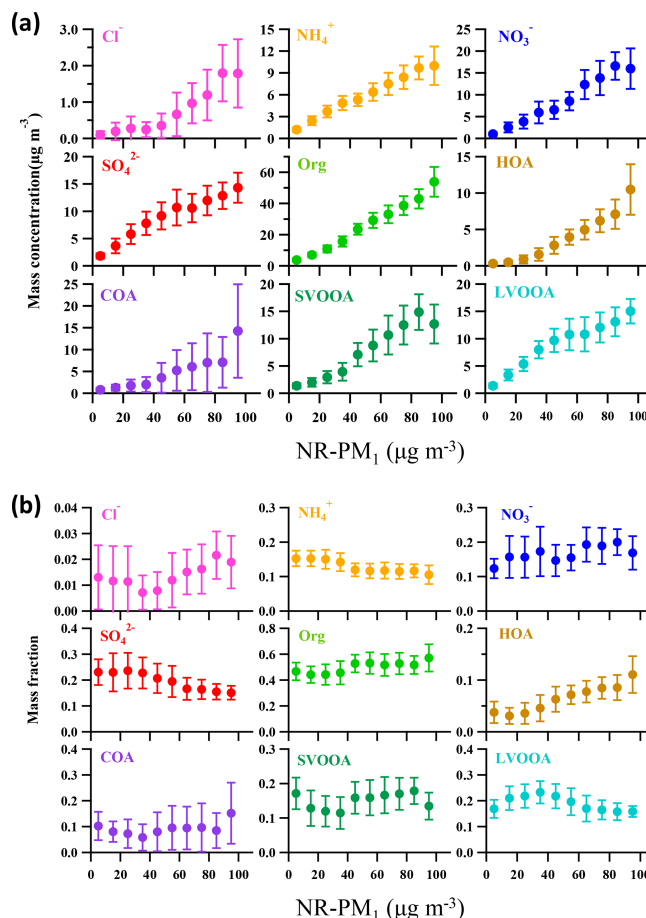 (a)
Cl⁻ NH₄⁺ NO₃⁻
3.0 15 25
2.5 12 20
2.0 9 15
1.5 6 10
1.0 3 5
0.5 0 0
0.0
SO₄²⁻ Org HOA
20 80 15
15 60 10
10 40 5
5 20 0
0 0
COA SVOOA LVOOA
25 25 20
20 20 15
15 15 10
10 10 5
5 5 0
0 0
0 20 40 60 80 100 0 20 40 60 80 100 0 20 40 60 80 100
Mass concentration(μg m⁻³)
NR-PM₁ (μg m⁻³)
(b)
Cl⁻ NH₄⁺ NO₃⁻
0.04 0.3 0.3
0.03 0.2 0.2
0.02 0.1 0.1
0.01 0.0 0.0
0.00
SO₄²⁻ Org HOA
0.4 0.8 0.2
0.3 0.6 0.1
0.2 0.4 0.0
0.1 0.2
0.0 0.0
COA SVOOA LVOOA
0.4 0.3 0.4
0.3 0.2 0.3
0.2 0.1 0.2
0.1 0.0 0.1
0.0 0.0
0 20 40 60 80 100 0 20 40 60 80 100 0 20 40 60 80 100
Mass fraction
NR-PM₁ (μg m⁻³)